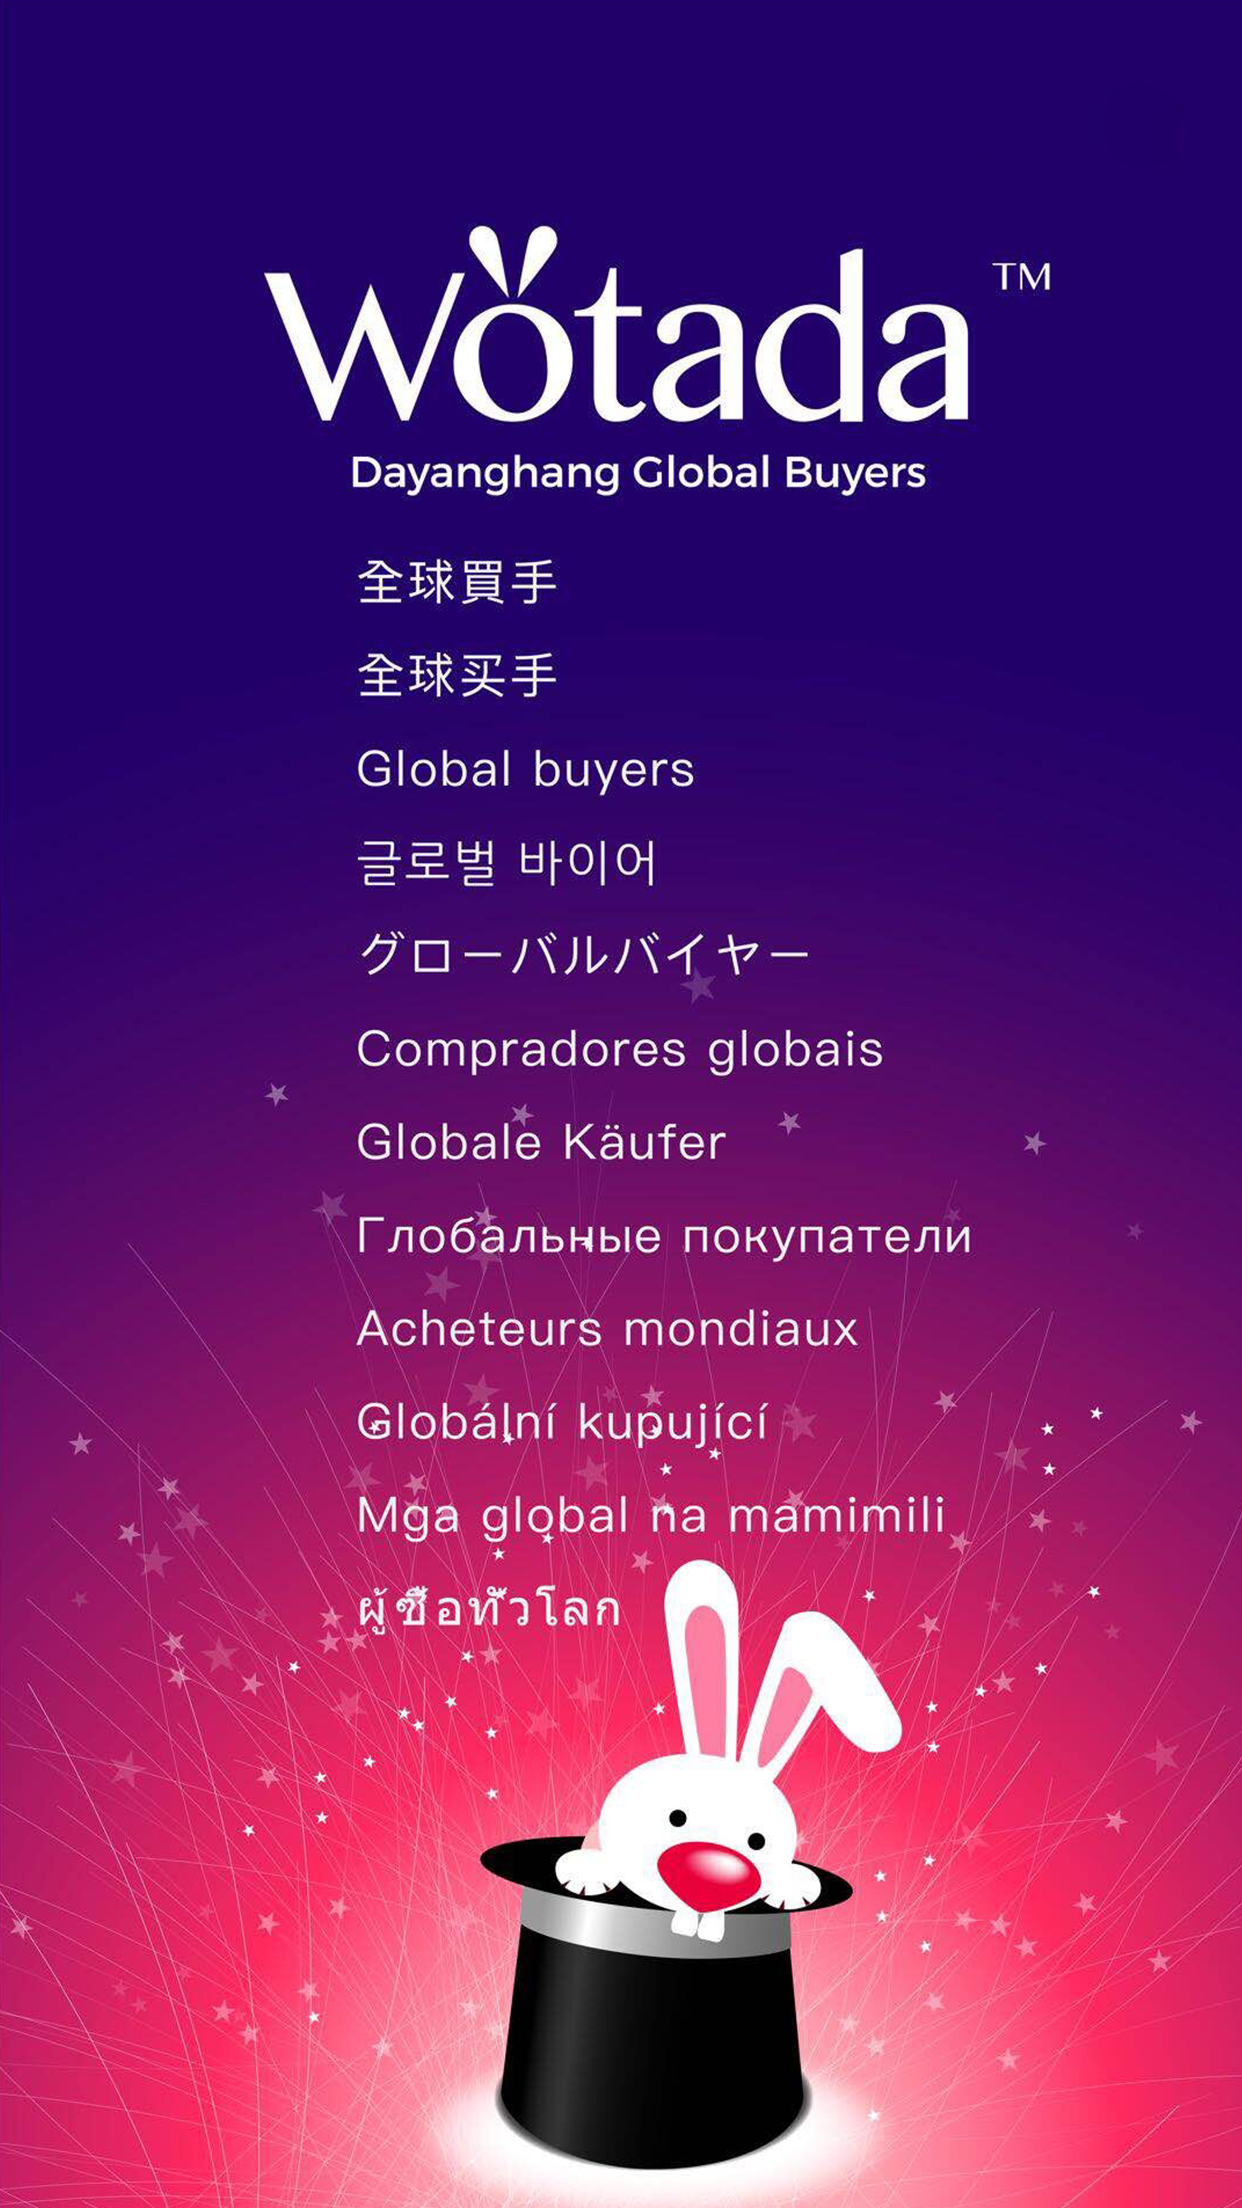 Wotada TM
Dayanghang Global Buyers
全球買手
全球买手
Global buyers
글로벌 바이어
グローバルバイヤー
Compradores globais
Globale Käufer
Глобальные покупатели
Acheteurs mondiaux
Globální kupující
Mga global na mamimili
ผู้ซื้อทั่วโลก